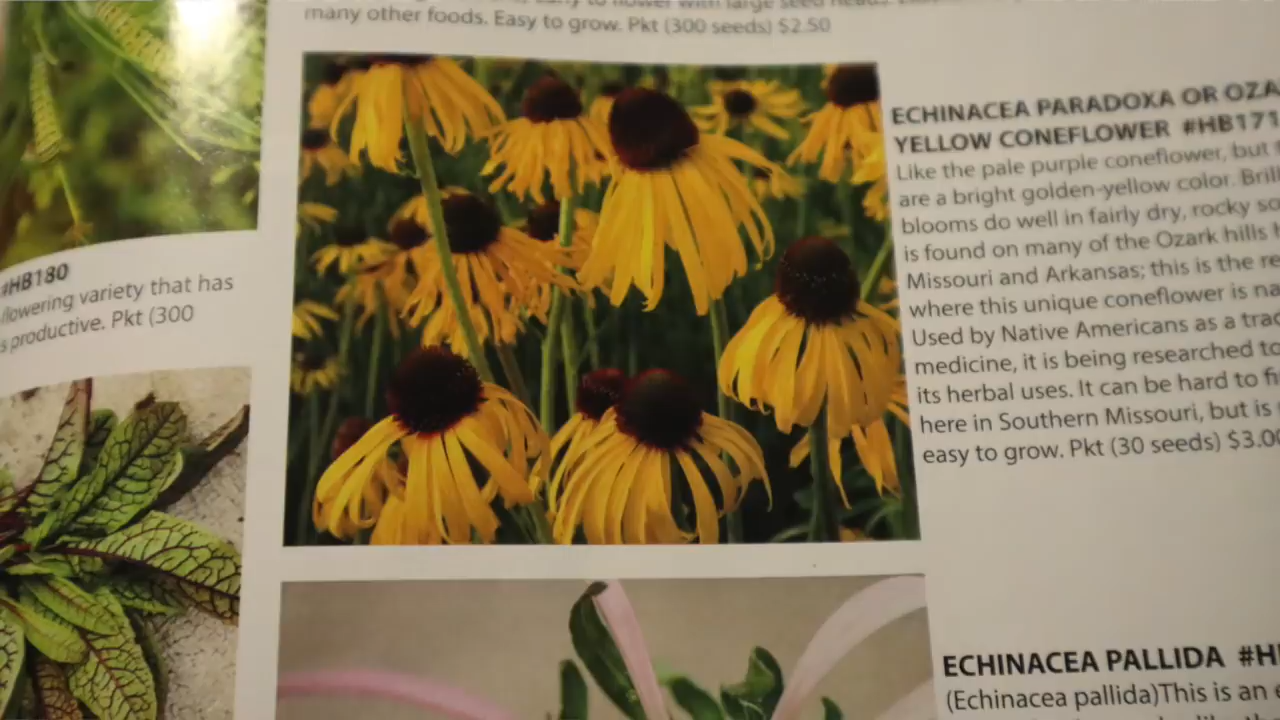 many other foods. Easy to grow. Pkt (300 seeds) $2.50
#HB180
flowering variety that has
productive. Pkt (300
ECHINACEA PARADOXA OR OZA
YELLOW CONEFLOWER #HB171
Like the pale purple coneflower, but
are a bright golden-yellow color. Brill
blooms do well in fairly dry, rocky so
is found on many of the Ozark hills h
Missouri and Arkansas; this is the re
where this unique coneflower is na
Used by Native Americans as a trad
medicine, it is being researched to
its herbal uses. It can be hard to fi
here in Southern Missouri, but is
easy to grow. Pkt (30 seeds) $3.00
ECHINACEA PALLIDA #H
(Echinacea pallida)This is an e